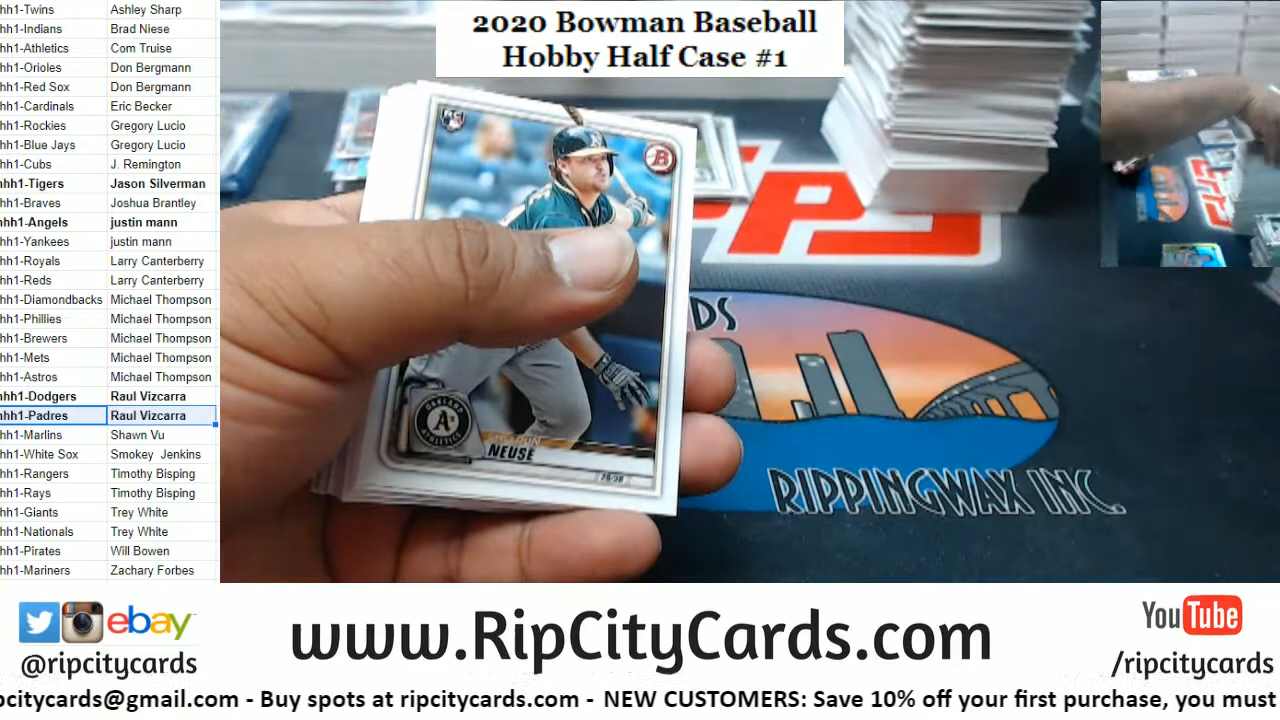 hh1-Twins Ashley Sharp
hh1-Indians Brad Niese
hh1-Athletics Com Truise
hh1-Orioles Don Bergmann
hh1-Red Sox Don Bergmann
hh1-Cardinals Eric Becker
hh1-Rockies Gregory Lucio
hh1-Blue Jays Gregory Lucio
hh1-Cubs J. Remington
hh1-Tigers Jason Silverman
hh1-Braves Joshua Brantley
hh1-Angels justin mann
hh1-Yankees justin mann
hh1-Royals Larry Canterberry
hh1-Reds Larry Canterberry
hh1-Diamondbacks Michael Thompson
hh1-Phillies Michael Thompson
hh1-Brewers Michael Thompson
hh1-Mets Michael Thompson
hh1-Astros Michael Thompson
hh1-Dodgers Raul Vizcarra
hh1-Padres Raul Vizcarra
hh1-Marlins Shawn Vu
hh1-White Sox Smokey Jenkins
hh1-Rangers Timothy Bisping
hh1-Rays Timothy Bisping
hh1-Giants Trey White
hh1-Nationals Trey White
hh1-Pirates Will Bowen
hh1-Mariners Zachary Forbes
2020 Bowman Baseball
Hobby Half Case #1
RC
B
OAKLAND
A's
ATHLETICS
NEUSE
DS
RIPPINGWAX INC.
ebay
@ripcitycards
www.RipCityCards.com
YouTube
/ripcitycards
pcitycards@gmail.com - Buy spots at ripcitycards.com - NEW CUSTOMERS: Save 10% off your first purchase, you must